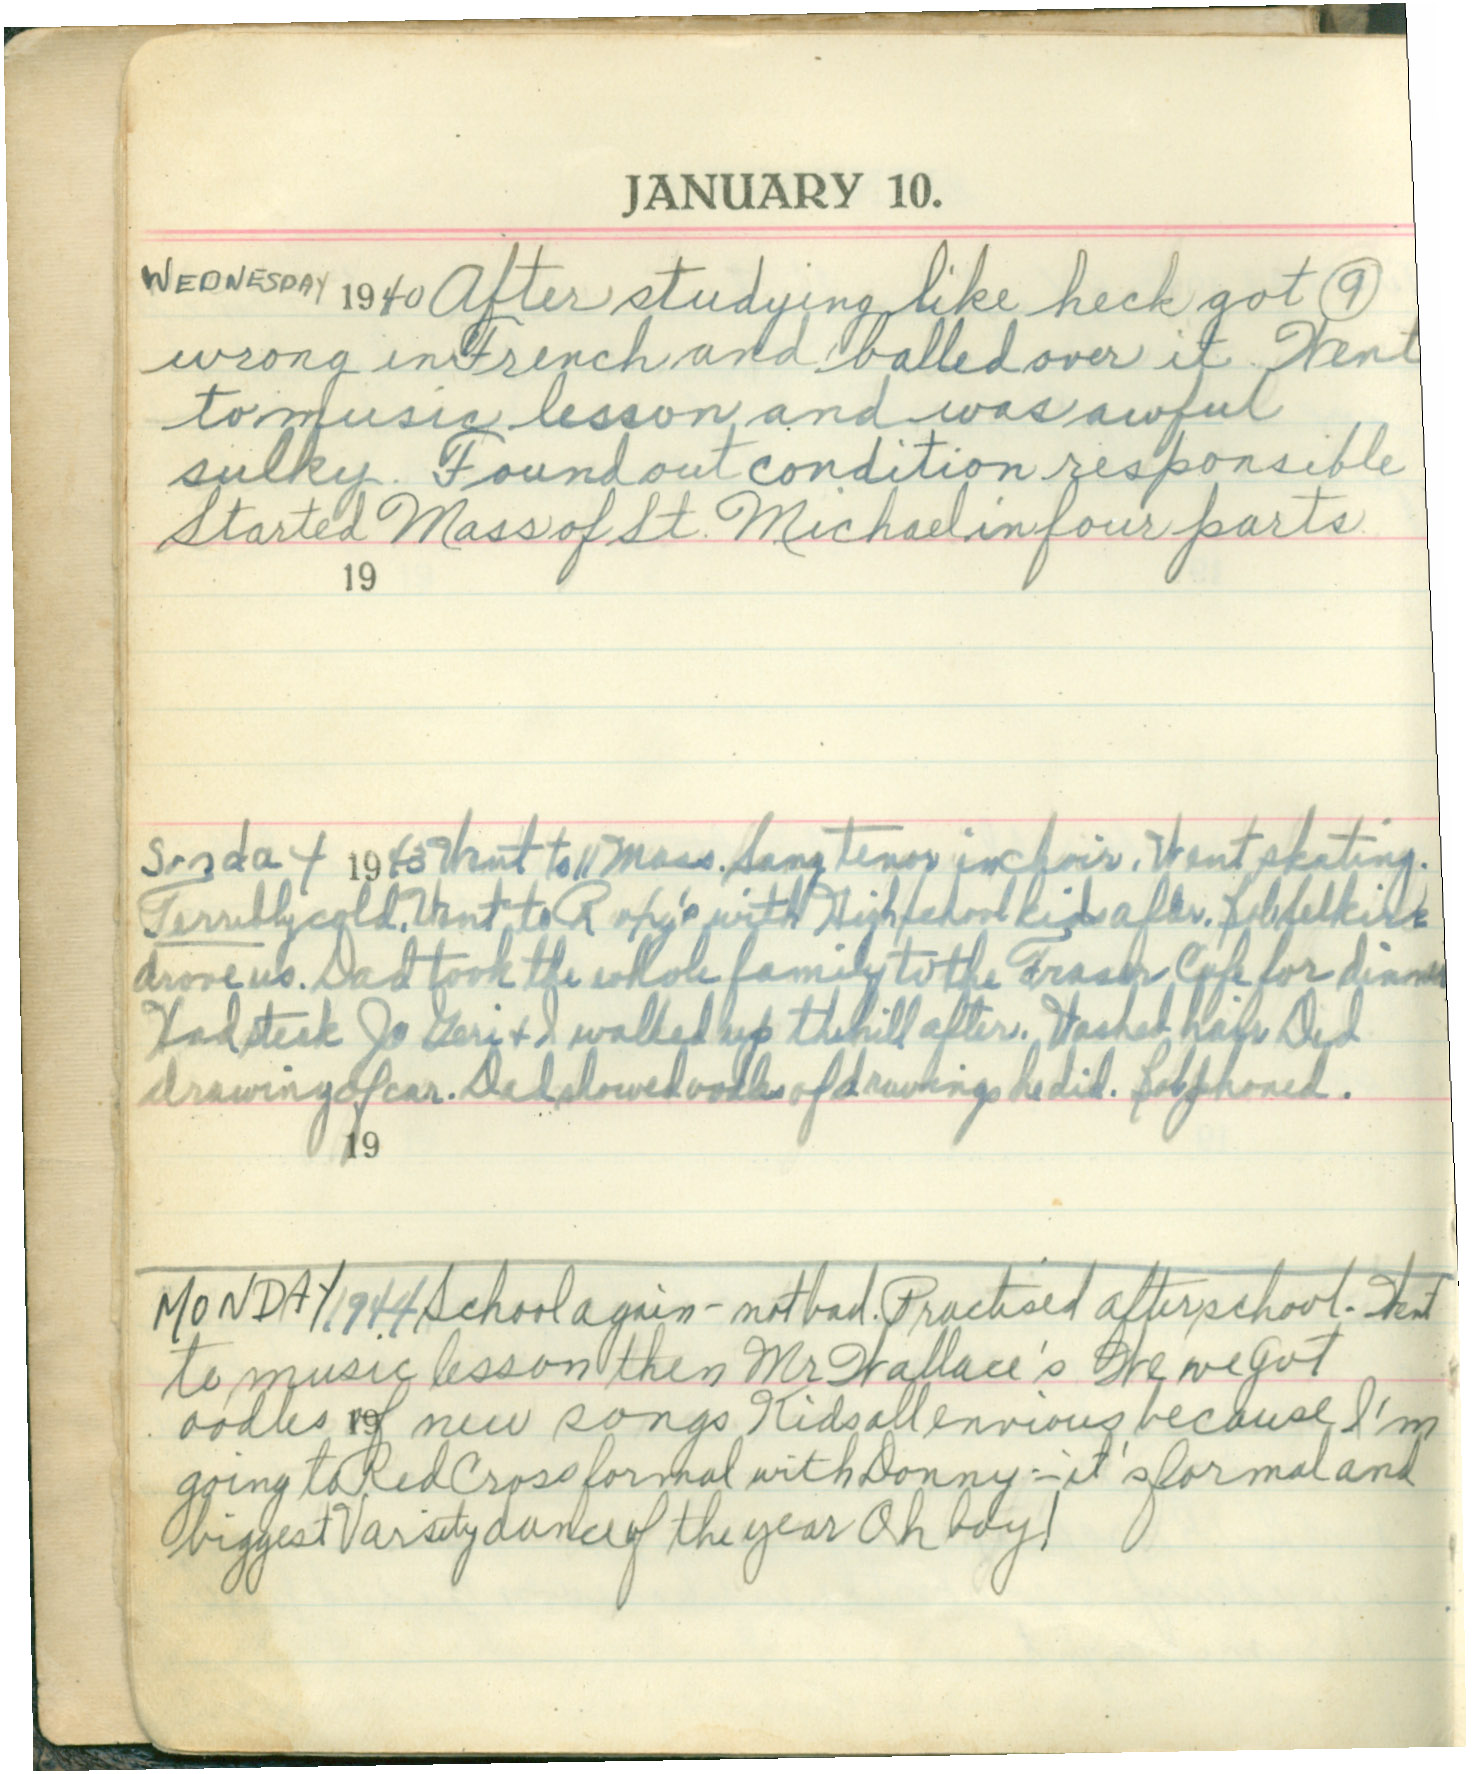 JANUARY 10.
WEDNESDAY 1940 After studying like heck got 9
wrong in French and balled over it. Went
to music lesson and was awful
sulky. Found out condition responsible
Started Mass of St. Michael in four parts
19
Sunday 1943 Went to 11 Mass. Sang tenor in choir. Went skating.
Terribly cold. Went to Roxy's with High school kids after. Bob Selkirk
drove us. Dad took the whole family to the Fraser Cafe for dinner
Had steak Jo Geri + I walked up the hill after. Washed hair Did
drawing of car. Dad showed oodles of drawings he did. Bob phoned.
19
MONDAY 1944 School again - not bad. Practised after school - Went
to music lesson then Mr Wallace's We we got
oodles 19 of new songs Kids all envious because I'm
going to Red Cross formal with Donny :- it's formal and
biggest Varsity dance of the year Oh boy!